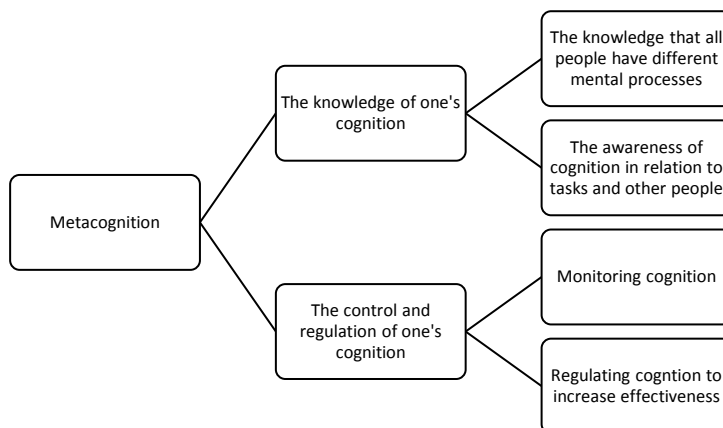 The knowledge that all
people have different
mental processes
The knowledge of one's
cognition
The awareness of
cognition in relation to
tasks and other people
Metacognition
Monitoring cognition
The control and
regulation of one's
cognition
Regulating cogntion to
increase effectiveness